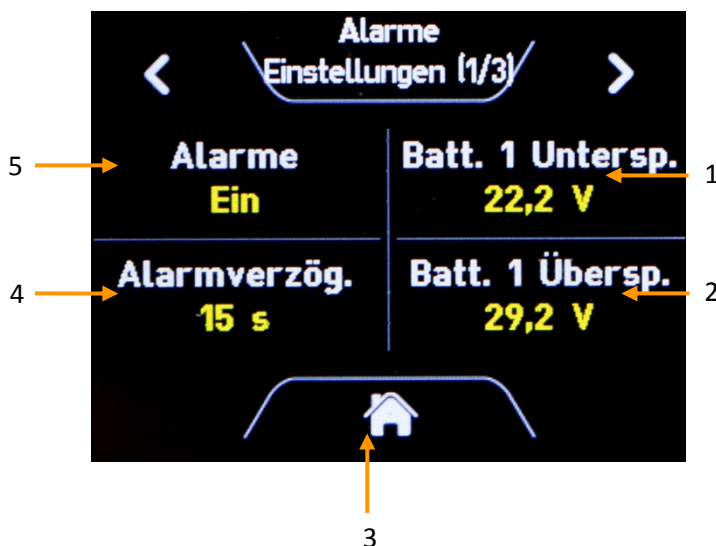 Alarme
Einstellungen (1/3)
5
Alarme
Ein
Batt. 1 Untersp.
22,2 V
1
4
Alarmverzög.
15 s
Batt. 1 Übersp.
29,2 V
2
3